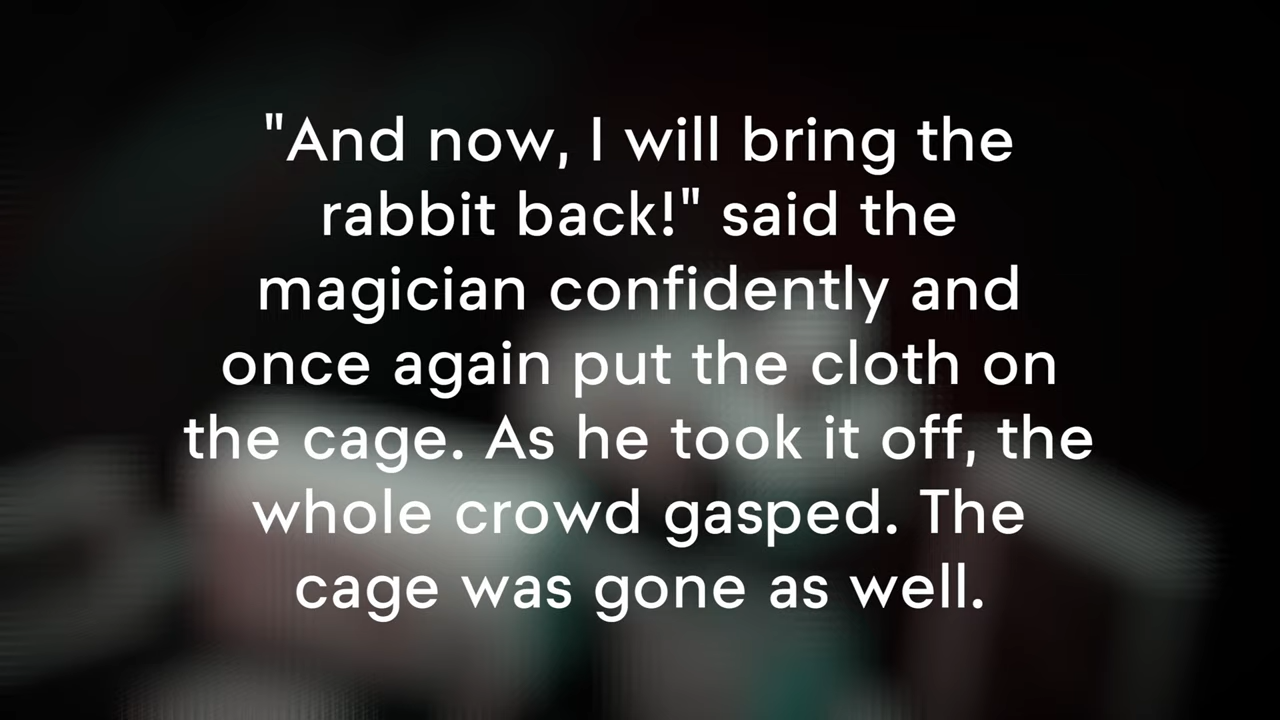 "And now, I will bring the
rabbit back!" said the
magician confidently and
once again put the cloth on
the cage. As he took it off, the
whole crowd gasped. The
cage was gone as well.